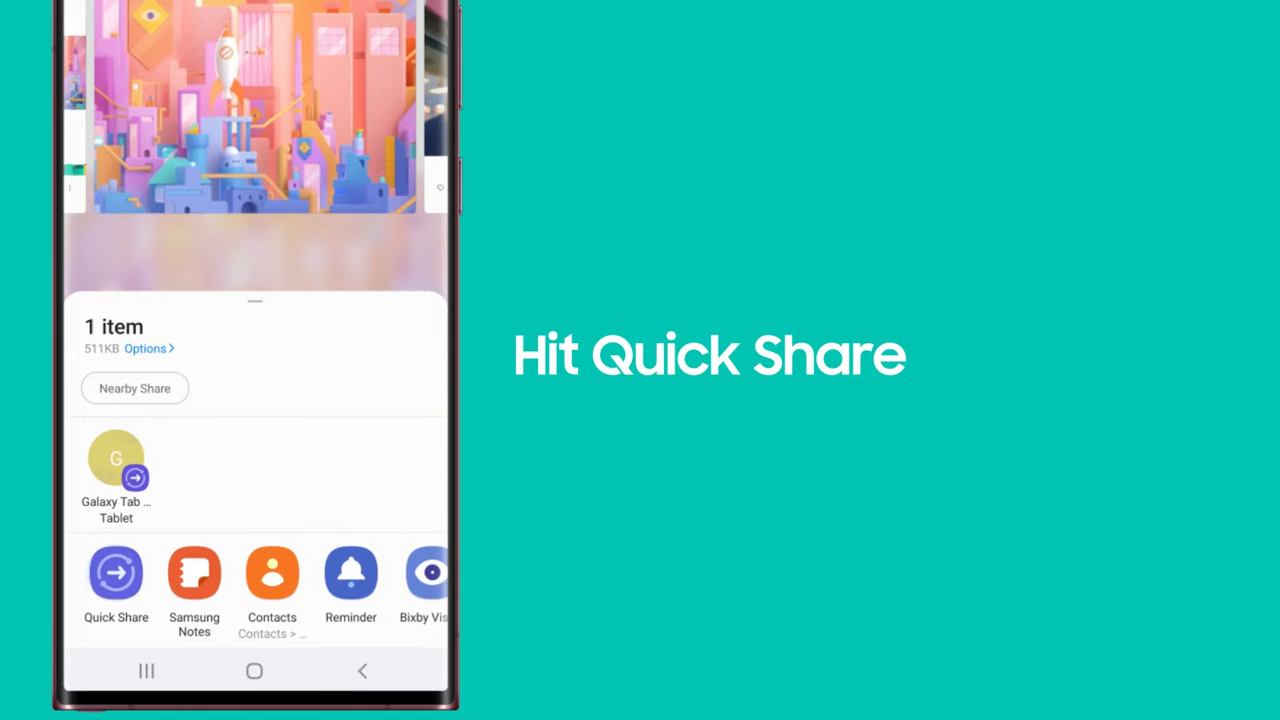 1 item
511KB Options >
Nearby Share
G
Galaxy Tab ...
Tablet
Quick Share
Samsung
Notes
Contacts
Contacts > ...
Reminder
Bixby Vis
Hit Quick Share